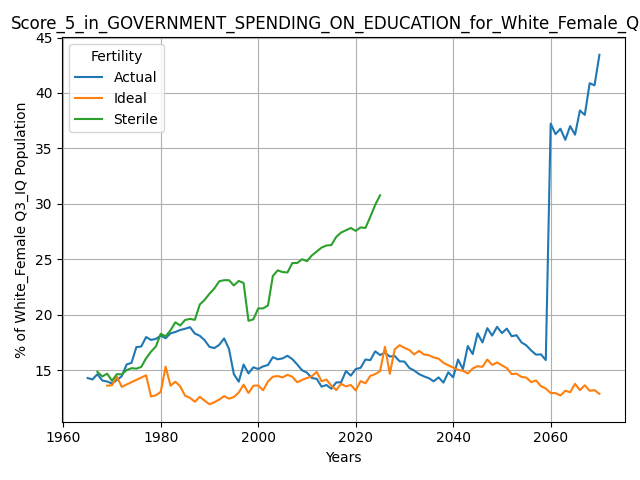 Score_5_in_GOVERNMENT_SPENDING_ON_EDUCATION_for_White_Female_Q
% of White_Female Q3_IQ Population
45
40
35
30
25
20
15
Fertility
Actual
Ideal
Sterile
1960
1980
2000
2020
2040
2060
Years